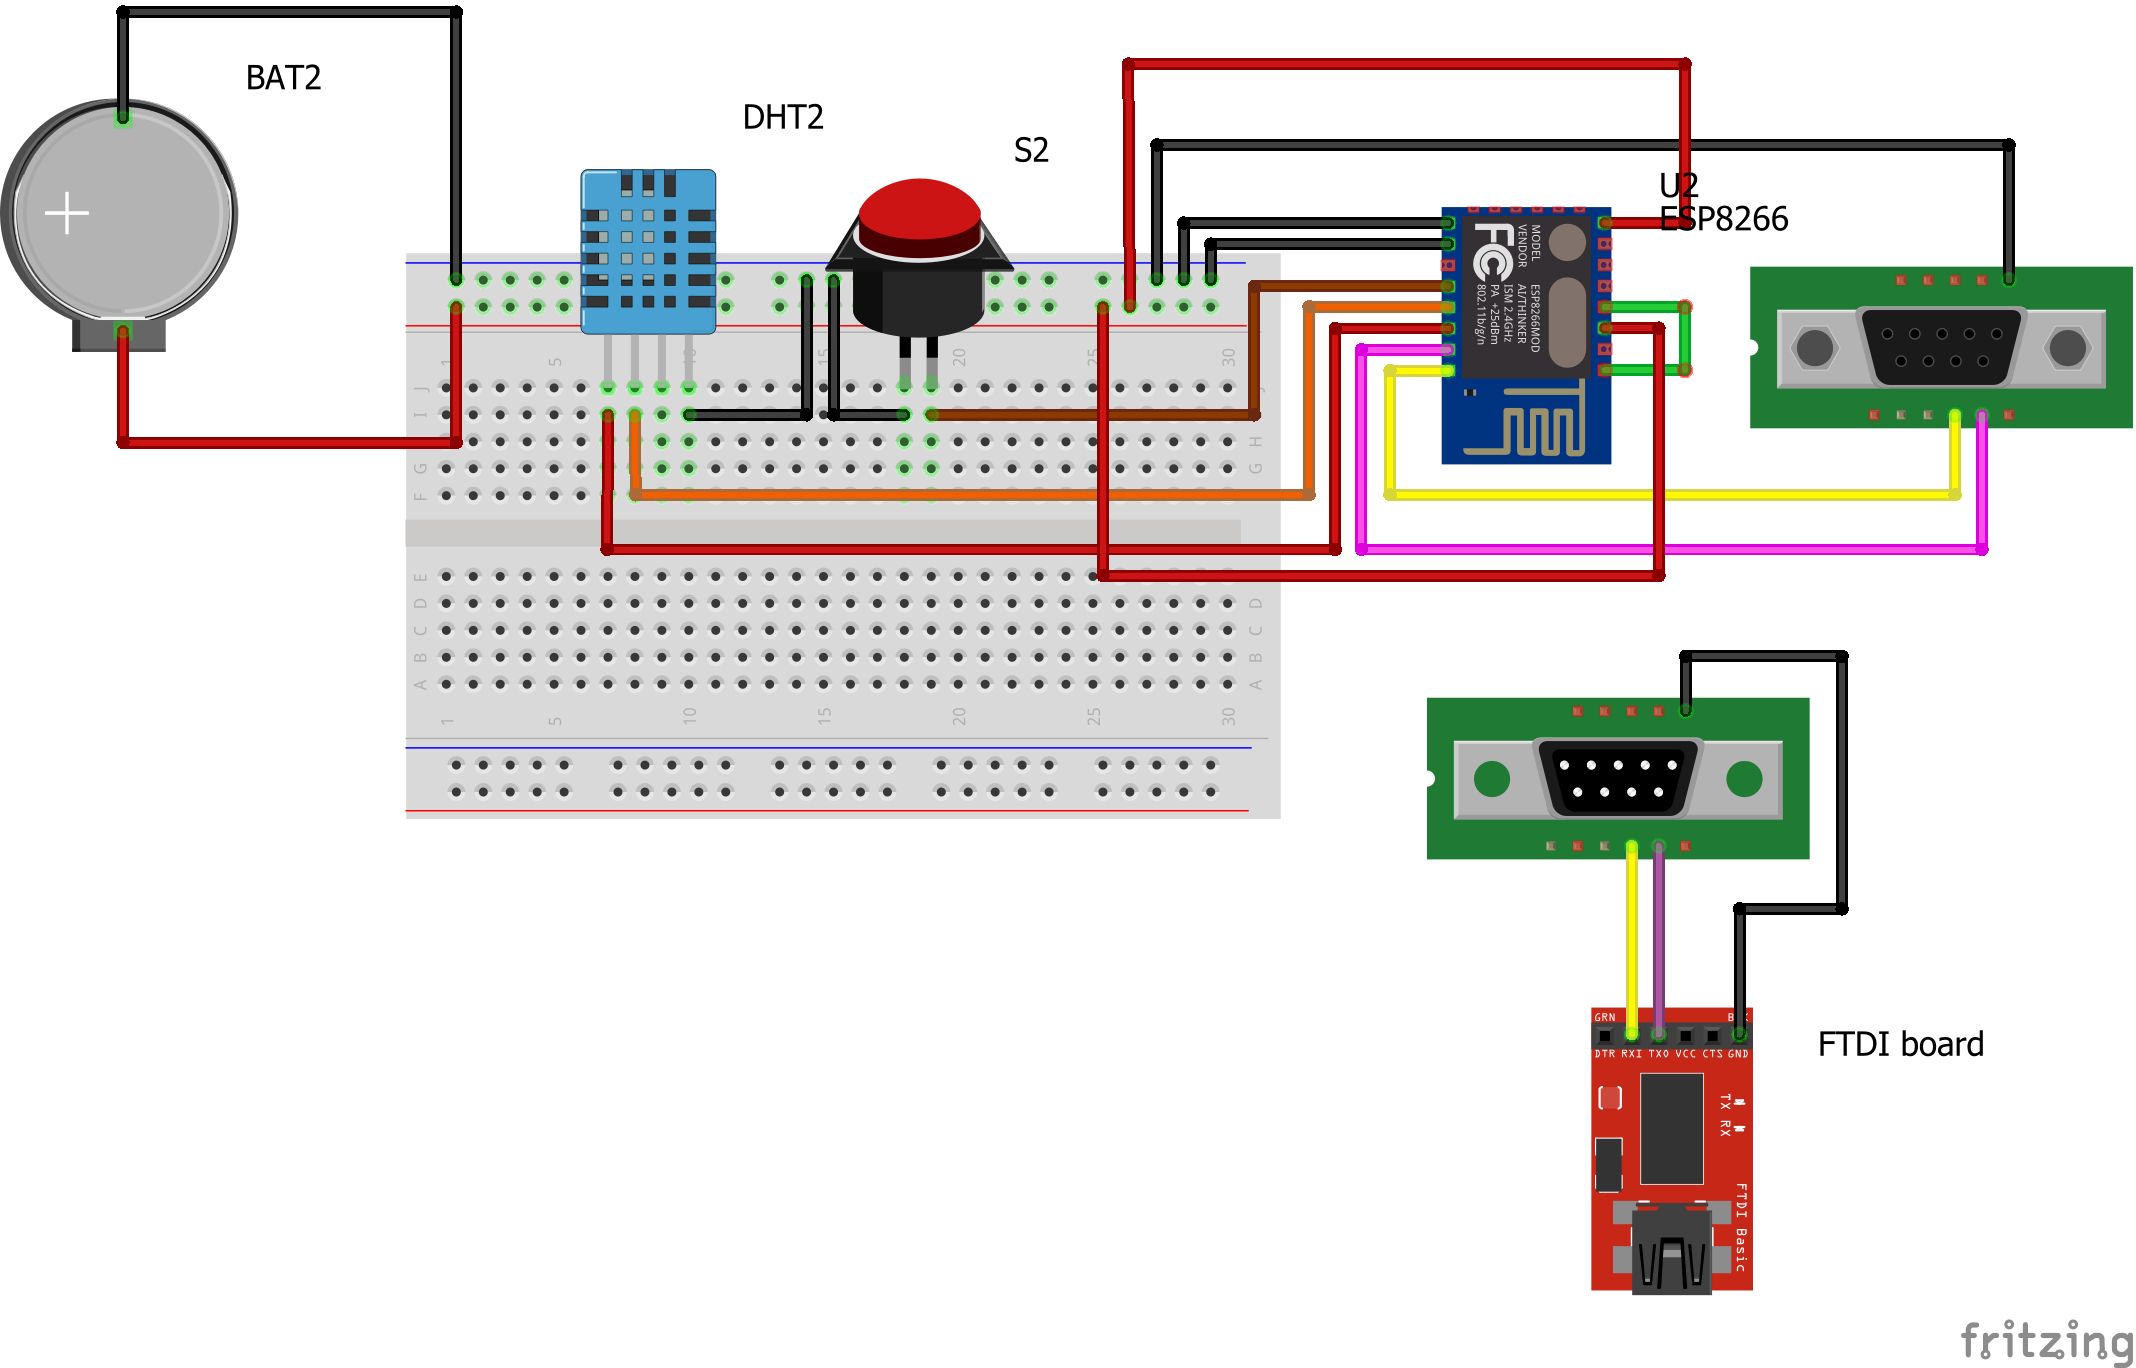 BAT2
DHT2
S2
U2
ESP8266
MODEL
VENDOR
ESP8266MOD
AI/THINKER
ISM 2.4GHz
PA +25dBm
802.11b/g/n
FC
1
5
10
15
20
25
30
J
I
H
G
F
J
H
G
E
D
C
B
A
D
C
B
A
1
5
10
15
20
25
30
GRN
DTR RXI TXO VCC CTS GND
TX RX
FTDI Basic
FTDI board
fritzing